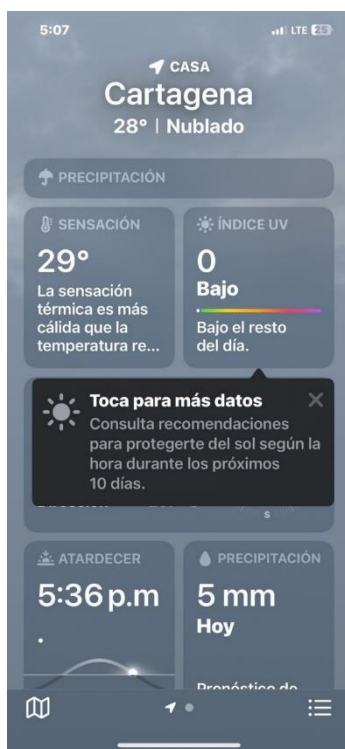 5:07
LTE 25
CASA
Cartagena
28° | Nublado
PRECIPITACIÓN
SENSACIÓN
29°
La sensación
térmica es más
cálida que la
temperatura re...
ÍNDICE UV
0
Bajo
Bajo el resto
del día.
Toca para más datos
Consulta recomendaciones
para protegerte del sol según la
hora durante los próximos
10 días.
S
ATARDECER
5:36 p.m
PRECIPITACIÓN
5 mm
Hoy
Pronóstico de